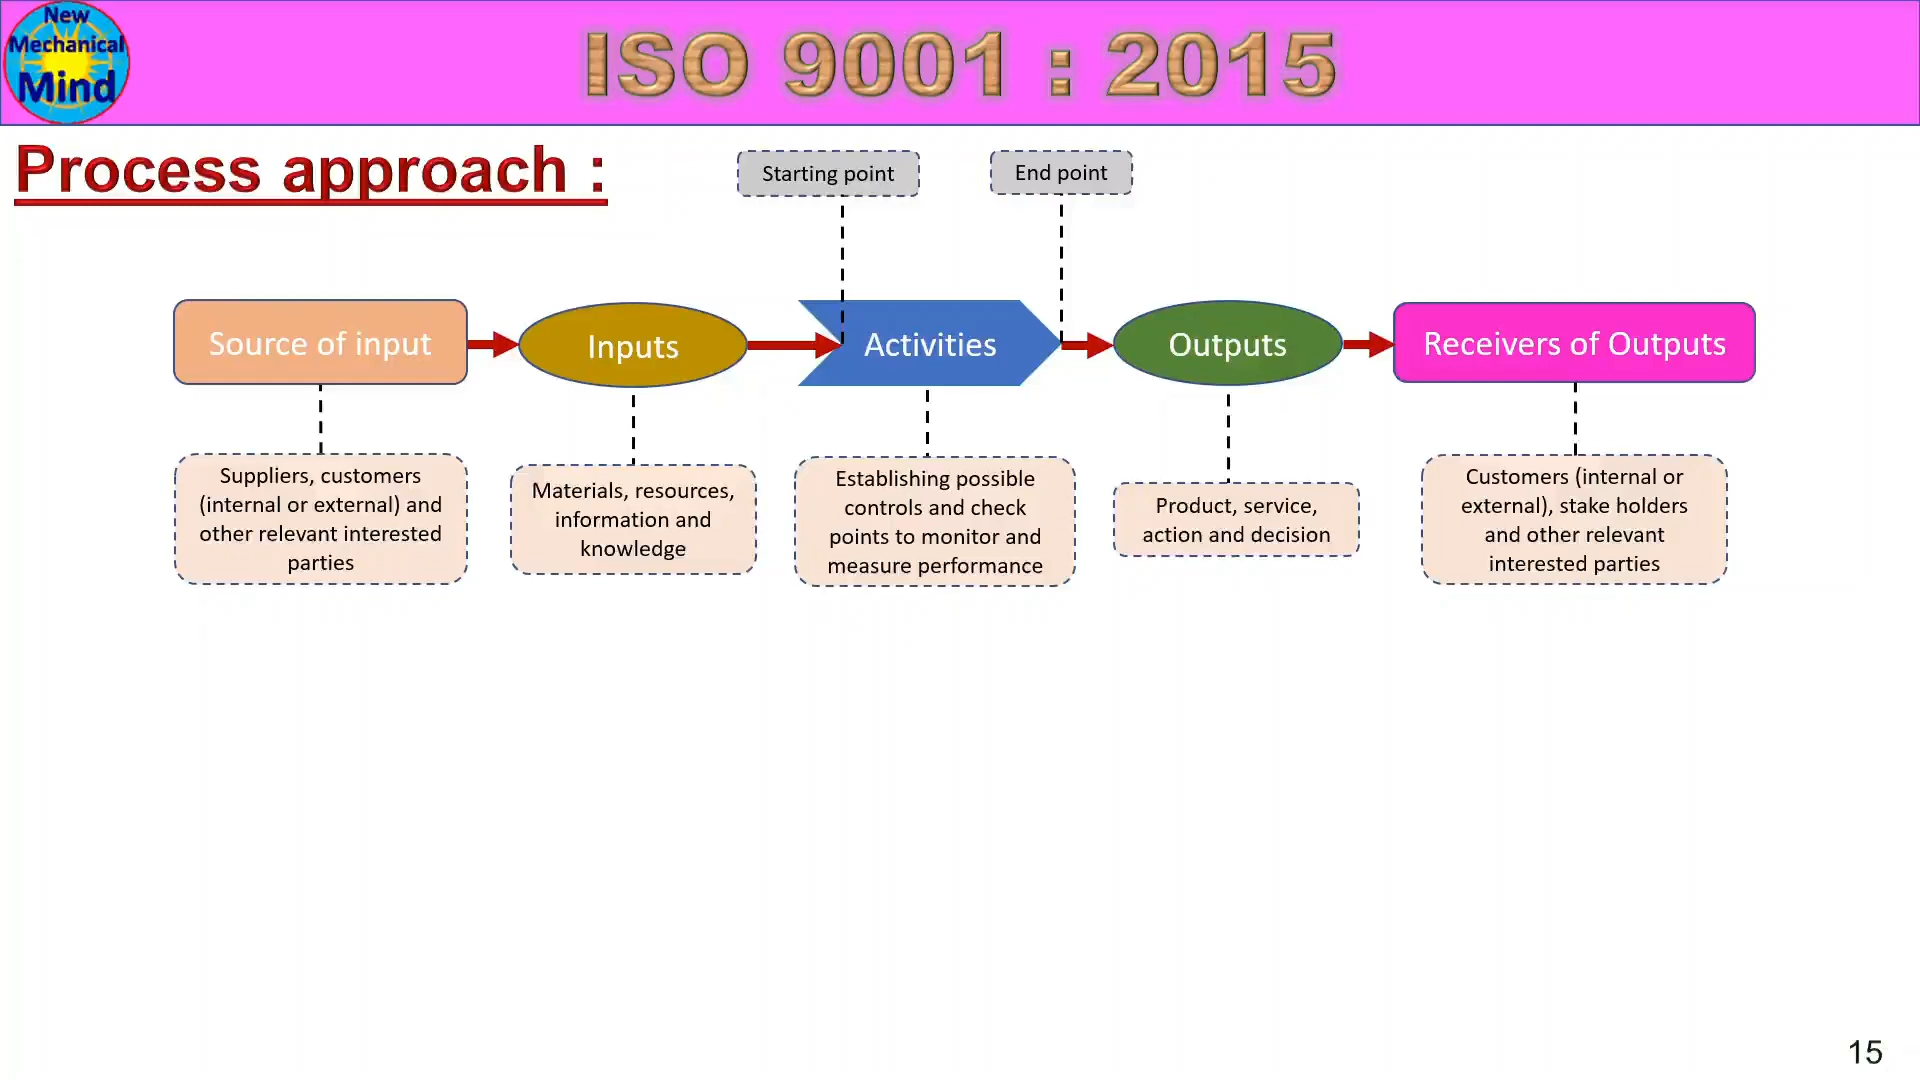 New
Mechanical
Mind
ISO 9001 : 2015
Process approach :
Starting point
End point
Source of input
Inputs
Activities
Outputs
Receivers of Outputs
Suppliers, customers
(internal or external) and
other relevant interested
parties
Materials, resources,
information and
knowledge
Establishing possible
controls and check
points to monitor and
measure performance
Product, service,
action and decision
Customers (internal or
external), stake holders
and other relevant
interested parties
15